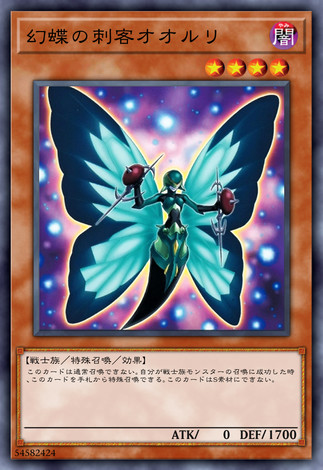 幻蝶の刺客オオルリ
やみ
闇
【戦士族／特殊召喚／効果】
このカードは通常召喚できない。自分が戦士族モンスターの召喚に成功した時
、このカードを手札から特殊召喚できる。このカードはS素材にできない。
ATK/ 0 DEF/1700
54582424